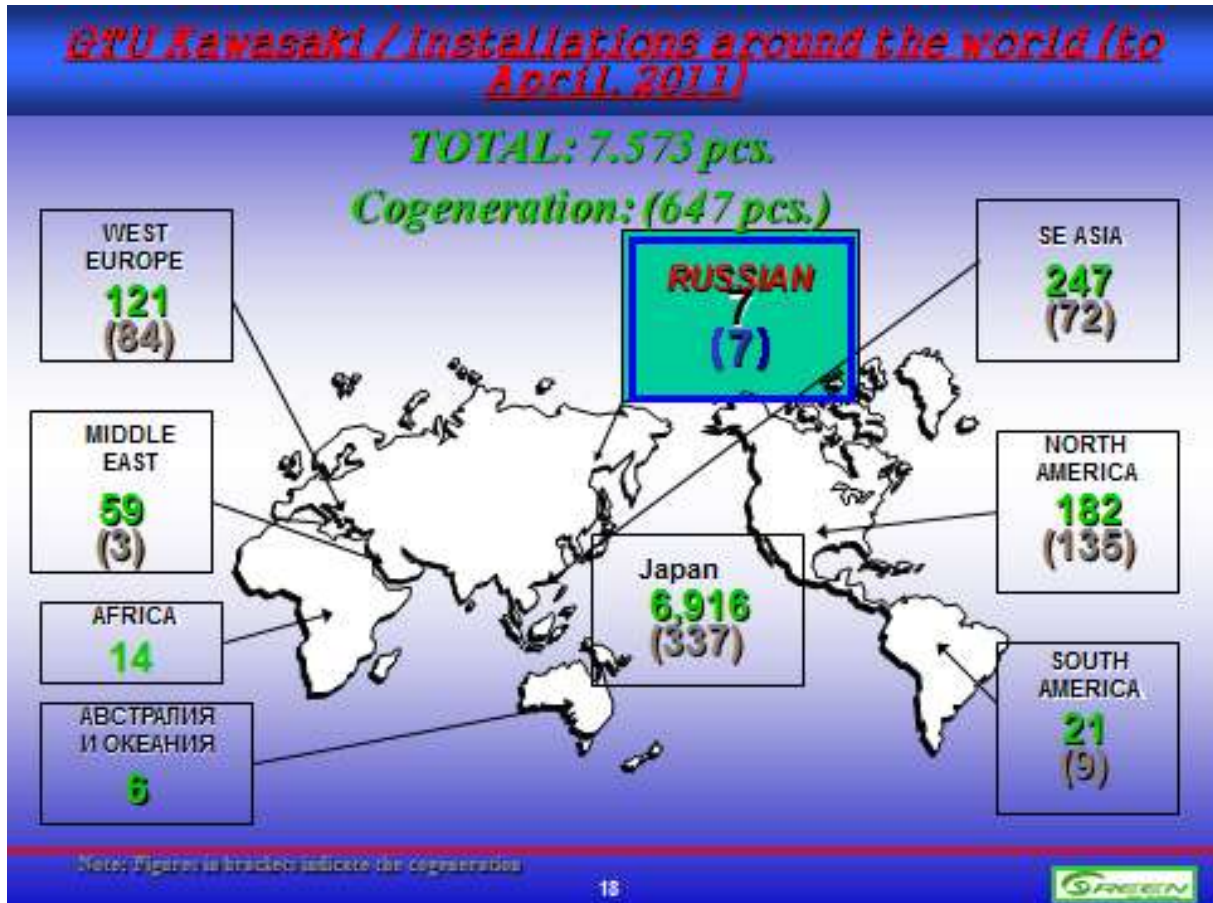 GTU Kawasaki / Installations around the world (to
April, 2011)
TOTAL: 7.573 pcs.
Cogeneration: (647 pcs.)
WEST
EUROPE
121
(84)
RUSSIAN
7
(7)
SE ASIA
247
(72)
MIDDLE
EAST
59
(3)
NORTH
AMERICA
182
(135)
Japan
6,916
(337)
AFRICA
14
SOUTH
AMERICA
21
(9)
АВСТРАЛИЯ
И ОКЕАНИЯ
6
Note: Figures in brackets indicate the cogeneration
18
GREEN